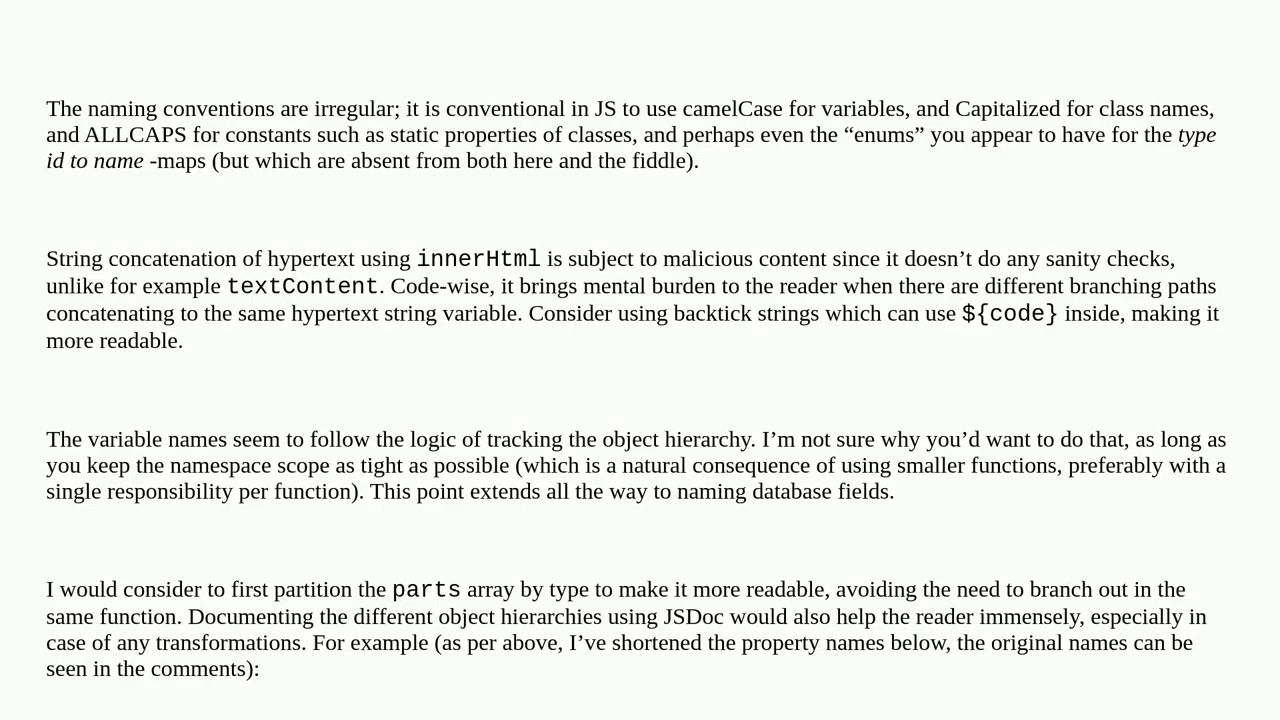 The naming conventions are irregular; it is conventional in JS to use camelCase for variables, and Capitalized for class names,
and ALLCAPS for constants such as static properties of classes, and perhaps even the “enums” you appear to have for the type
id to name -maps (but which are absent from both here and the fiddle).
String concatenation of hypertext using innerHtml is subject to malicious content since it doesn’t do any sanity checks,
unlike for example textContent. Code-wise, it brings mental burden to the reader when there are different branching paths
concatenating to the same hypertext string variable. Consider using backtick strings which can use ${code} inside, making it
more readable.
The variable names seem to follow the logic of tracking the object hierarchy. I’m not sure why you’d want to do that, as long as
you keep the namespace scope as tight as possible (which is a natural consequence of using smaller functions, preferably with a
single responsibility per function). This point extends all the way to naming database fields.
I would consider to first partition the parts array by type to make it more readable, avoiding the need to branch out in the
same function. Documenting the different object hierarchies using JSDoc would also help the reader immensely, especially in
case of any transformations. For example (as per above, I’ve shortened the property names below, the original names can be
seen in the comments):